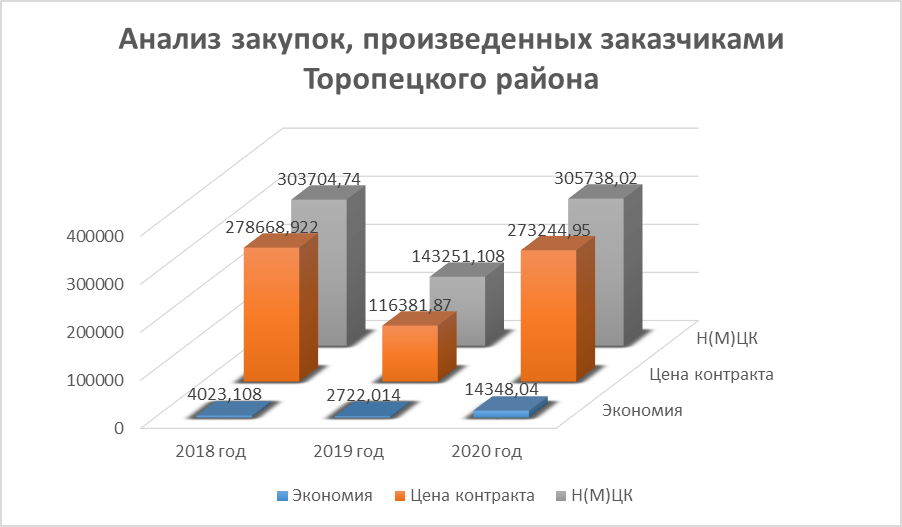 Анализ закупок, произведенных заказчиками
Торопецкого района
303704,74
305738,02
278668,922
273244,95
143251,108
116381,87
4023,108
2722,014
14348,04
400000
300000
200000
100000
0
Н(М)ЦК
Цена контракта
Экономия
2018 год
2019 год
2020 год
Экономия
Цена контракта
Н(М)ЦК